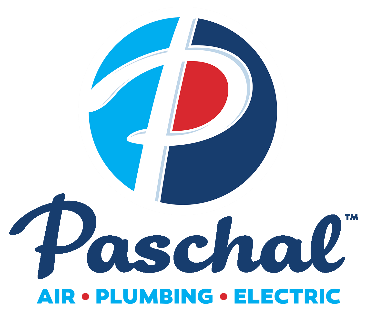 P
Paschal™
AIR • PLUMBING • ELECTRIC